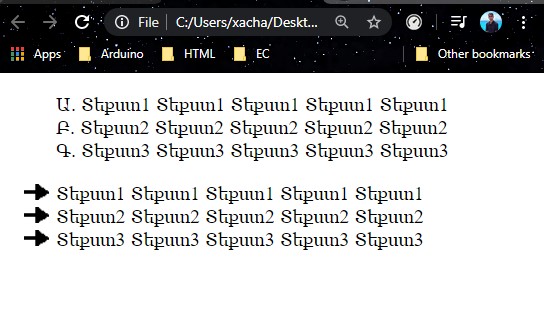 File C:/Users/xacha/Deskt...
Apps Arduino HTML EC Other bookmarks
Ա. Տեքստ1 Տեքստ1 Տեքստ1 Տեքստ1 Տեքստ1
Բ. Տեքստ2 Տեքստ2 Տեքստ2 Տեքստ2 Տեքստ2
Գ. Տեքստ3 Տեքստ3 Տեքստ3 Տեքստ3 Տեքստ3
Տեքստ1 Տեքստ1 Տեքստ1 Տեքստ1 Տեքստ1
Տեքստ2 Տեքստ2 Տեքստ2 Տեքստ2 Տեքստ2
Տեքստ3 Տեքստ3 Տեքստ3 Տեքստ3 Տեքստ3